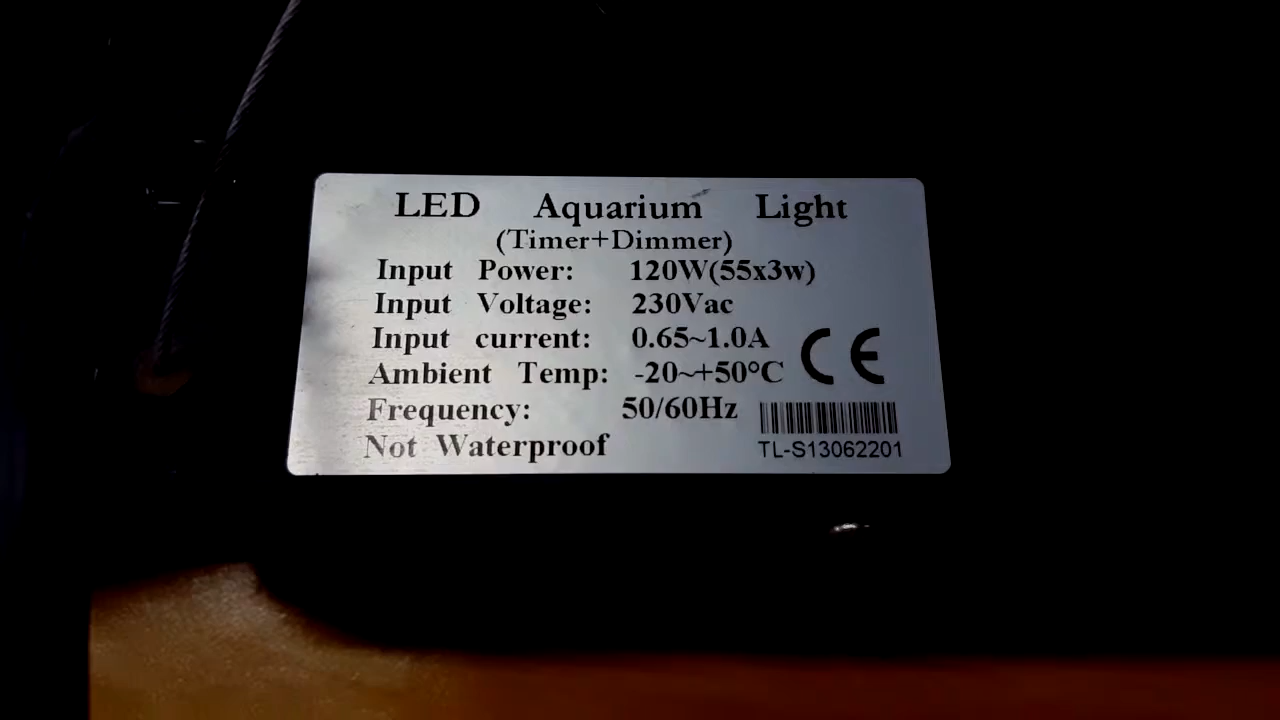 LED Aquarium Light
(Timer+Dimmer)
Input Power: 120W(55x3w)
Input Voltage: 230Vac
Input current: 0.65~1.0A
Ambient Temp: -20~+50°C
CE
Frequency: 50/60Hz
Not Waterproof
TL-S13062201